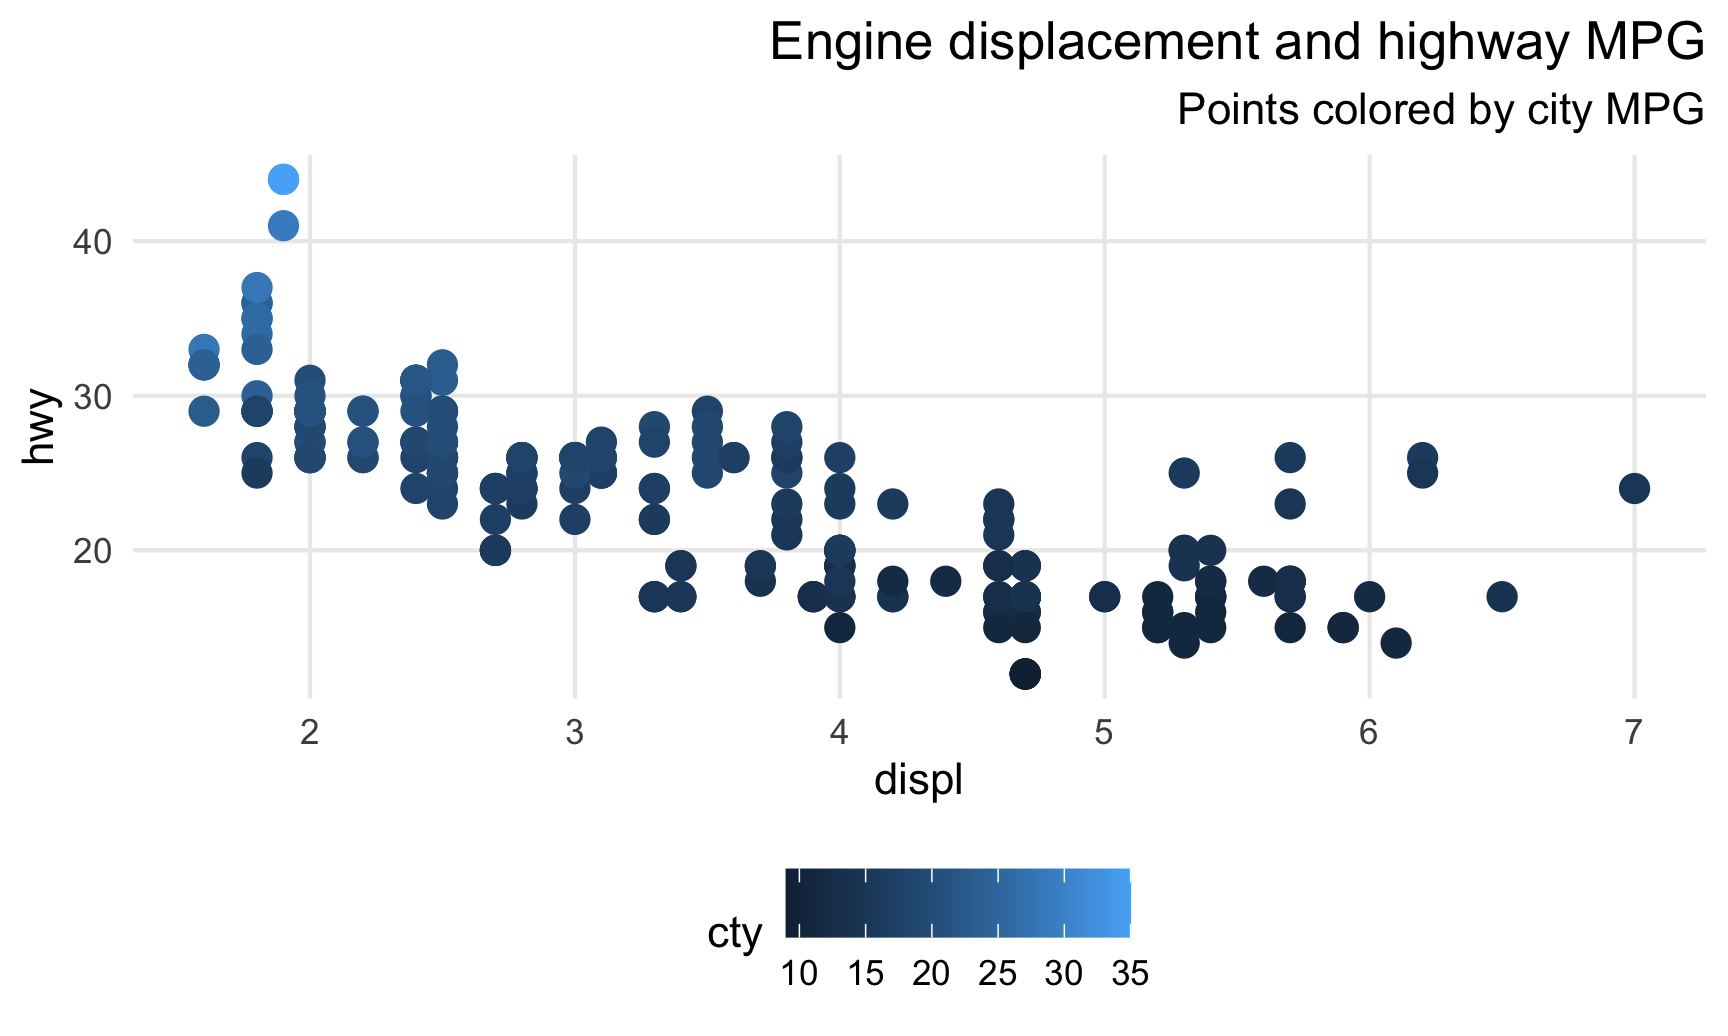 Engine displacement and highway MPG
Points colored by city MPG
40
30
20
hwy
2 3 4 5 6 7
displ
cty
10 15 20 25 30 35